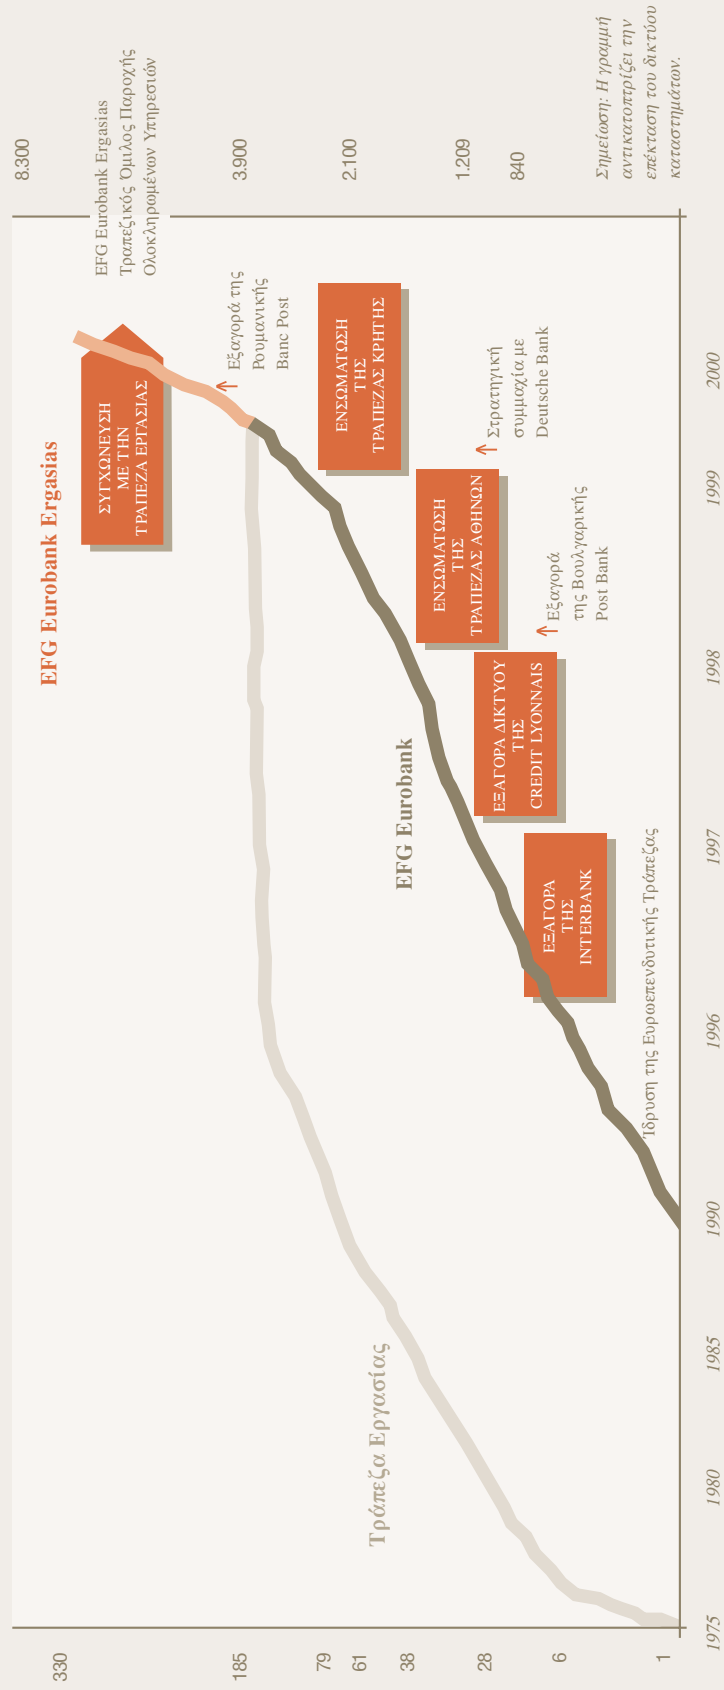 EFG Eurobank Ergasias
EFG Eurobank Ergasias
Τραπεζικός Όμιλος Παροχής
Ολοκληρωμένων Υπηρεσιών
ΣΥΓΧΩΝΕΥΣΗ
ΜΕ ΤΗΝ
ΤΡΑΠΕΖΑ ΕΡΓΑΣΙΑΣ
Εξαγορά της
Ρουμανικής
Banc Post
ΕΝΣΩΜΑΤΩΣΗ
ΤΗΣ
ΤΡΑΠΕΖΑΣ ΚΡΗΤΗΣ
Τράπεζα Εργασίας
EFG Eurobank
ΕΝΣΩΜΑΤΩΣΗ
ΤΗΣ
ΤΡΑΠΕΖΑΣ ΑΘΗΝΩΝ
Στρατηγική
συμμαχία με
Deutsche Bank
ΕΞΑΓΟΡΑ ΔΙΚΤΥΟΥ
ΤΗΣ
CREDIT LYONNAIS
Εξαγορά
της Βουλγαρικής
Post Bank
ΕΞΑΓΟΡΑ
ΤΗΣ
INTERBANK
Ίδρυση της Ευρωεπενδυτικής Τράπεζας
330
185
79
61
38
28
6
1
8.300
3.900
2.100
1.209
840
Σημείωση: Η γραμμή
αντικατοπτρίζει την
επέκταση του δικτύου
καταστημάτων.
1975
1980
1985
1990
1996
1997
1998
1999
2000